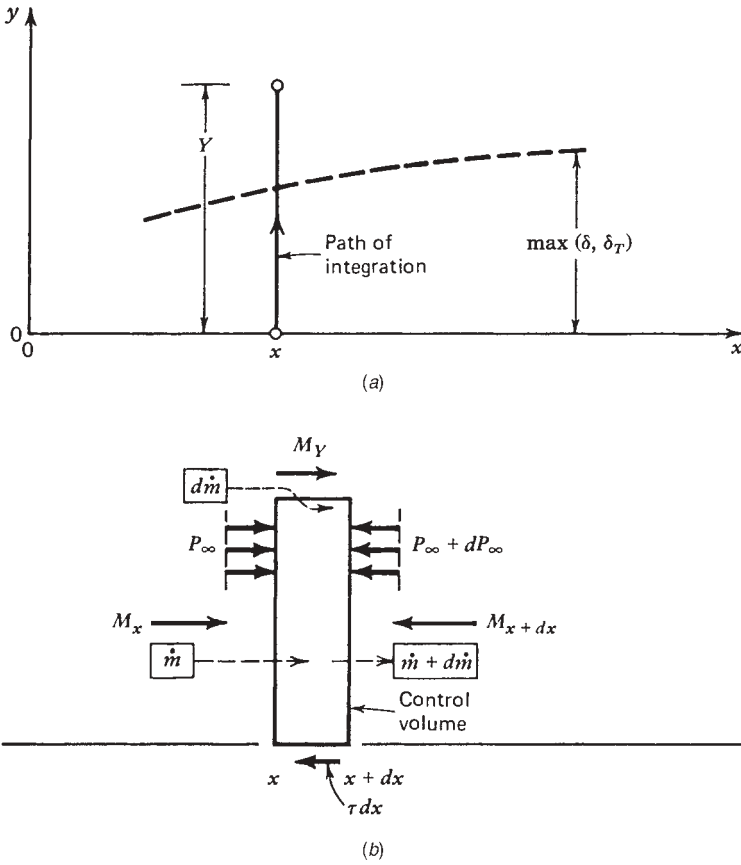 y
Y
Path of
integration
max (δ, δ_T)
0
0
x
x
(a)
M_Y
dṁ
P_∞
P_∞ + dP_∞
M_x
M_{x + dx}
ṁ
ṁ + dṁ
Control
volume
x
x + dx
τ dx
(b)